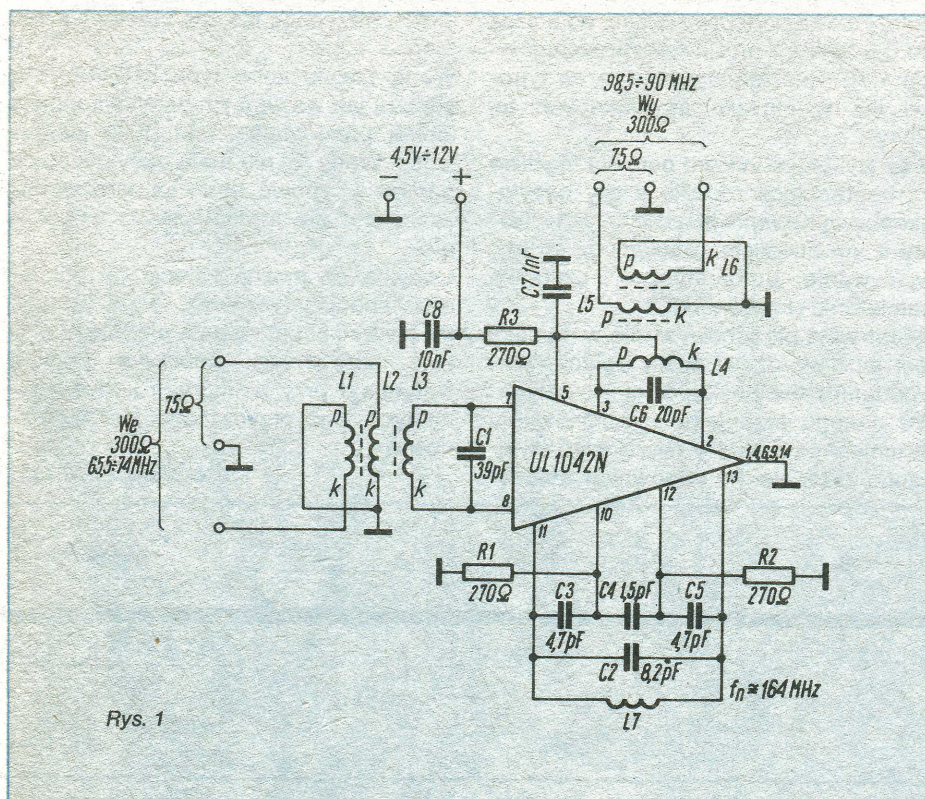 98,5÷90 MHz
Wy
300Ω
75Ω
4,5V÷12V
- +
C7 1nF
p k L6
L5 p k
C8
10nF
R3
270Ω
p k L4
C6 20pF
We
300Ω
65,5÷74MHz
75Ω
L1 L2 L3
p p p
k k k
C1
39pF
7
8
5
3
2
UL1042N
1,4,6,9,14
13
12
10
11
R1
270Ω
R2
270Ω
C3 C4 1,5pF C5
4,7pF 4,7pF
C2 8,2pF
L7
fn≅164 MHz
Rys. 1